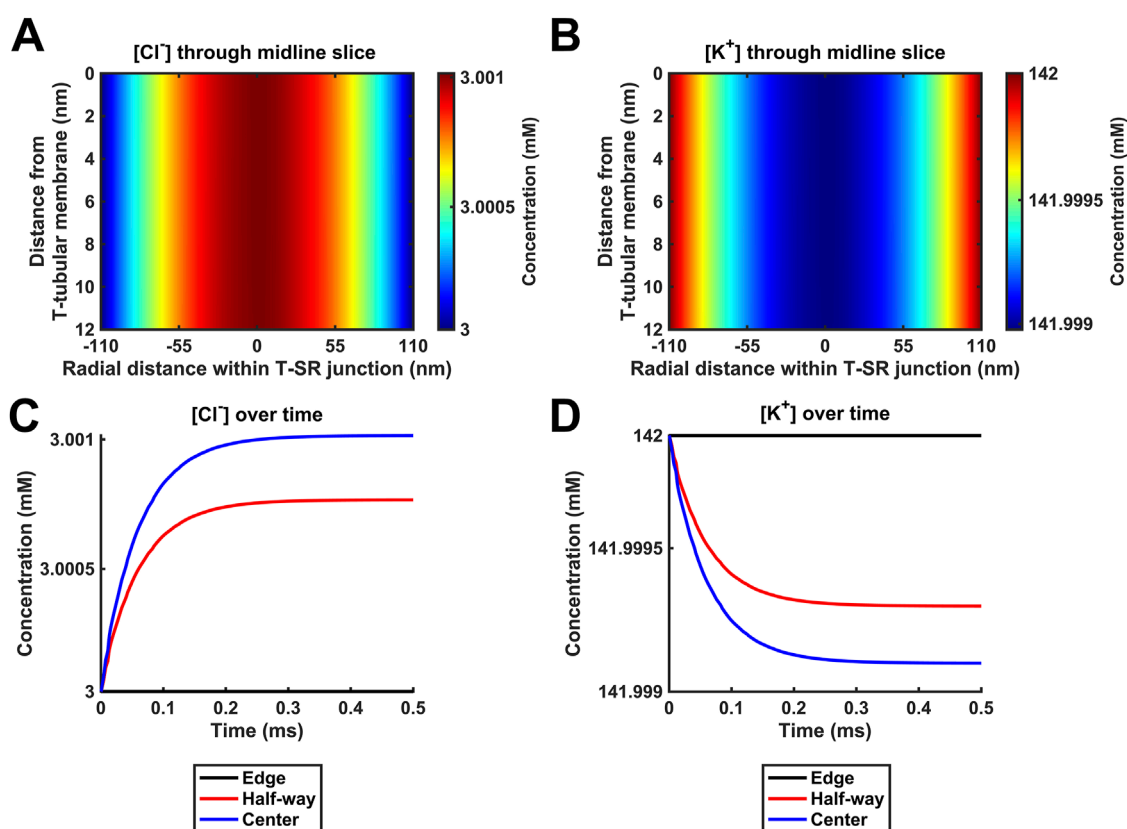 A
[Cl-] through midline slice
Distance from
T-tubular membrane (nm)
0
2
4
6
8
10
12
-110
-55
0
55
110
Radial distance within T-SR junction (nm)
3.001
3.0005
3
Concentration (mM)
B
[K+] through midline slice
Distance from
T-tubular membrane (nm)
0
2
4
6
8
10
12
-110
-55
0
55
110
Radial distance within T-SR junction (nm)
142
141.9995
141.999
Concentration (mM)
C
[Cl-] over time
Concentration (mM)
3.001
3.0005
3
0
0.1
0.2
0.3
0.4
0.5
Time (ms)
Edge
Half-way
Center
D
[K+] over time
Concentration (mM)
142
141.9995
141.999
0
0.1
0.2
0.3
0.4
0.5
Time (ms)
Edge
Half-way
Center